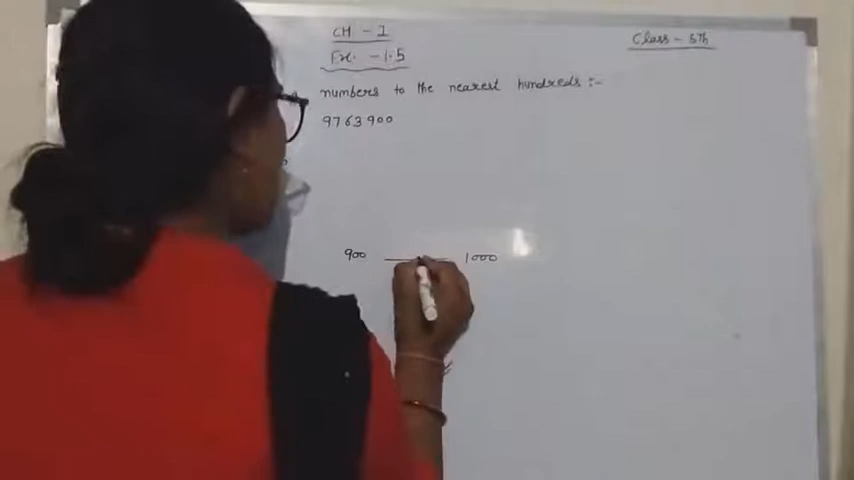 CH - 1
Class - 5th
Ex. - 1.5
numbers to the nearest hundreds :-
9763900
900 1000